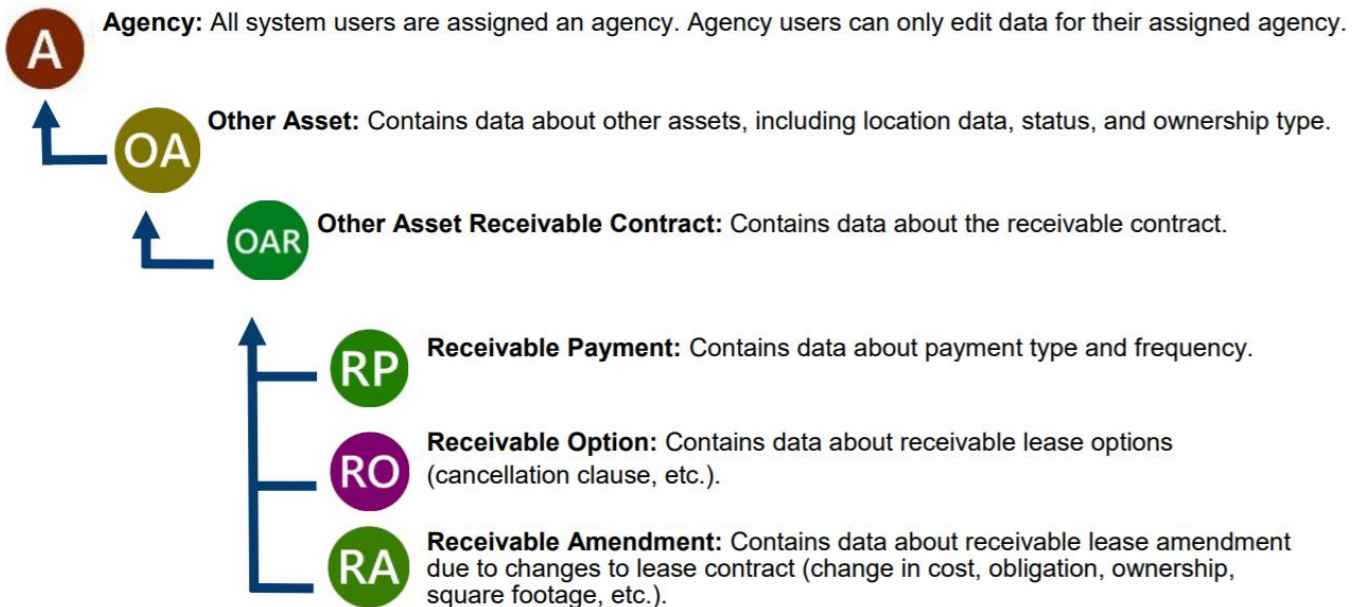 A
Agency: All system users are assigned an agency. Agency users can only edit data for their assigned agency.
OA
Other Asset: Contains data about other assets, including location data, status, and ownership type.
OAR
Other Asset Receivable Contract: Contains data about the receivable contract.
RP
Receivable Payment: Contains data about payment type and frequency.
RO
Receivable Option: Contains data about receivable lease options
(cancellation clause, etc.).
RA
Receivable Amendment: Contains data about receivable lease amendment
due to changes to lease contract (change in cost, obligation, ownership,
square footage, etc.).